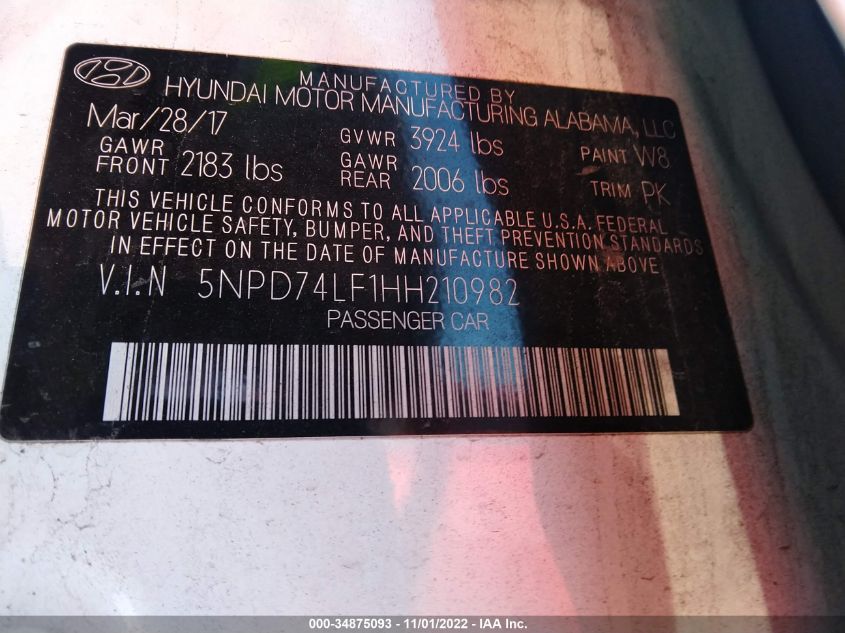 MANUFACTURED BY
HYUNDAI MOTOR MANUFACTURING ALABAMA, LLC
Mar/28/17 GVWR 3924 lbs PAINT W8
GAWR FRONT 2183 lbs GAWR REAR 2006 lbs TRIM PK
THIS VEHICLE CONFORMS TO ALL APPLICABLE U.S.A. FEDERAL
MOTOR VEHICLE SAFETY, BUMPER, AND THEFT PREVENTION STANDARDS
IN EFFECT ON THE DATE OF MANUFACTURE SHOWN ABOVE
V.I.N 5NPD74LF1HH210982
PASSENGER CAR
000-34875093 - 11/01/2022 - IAA Inc.